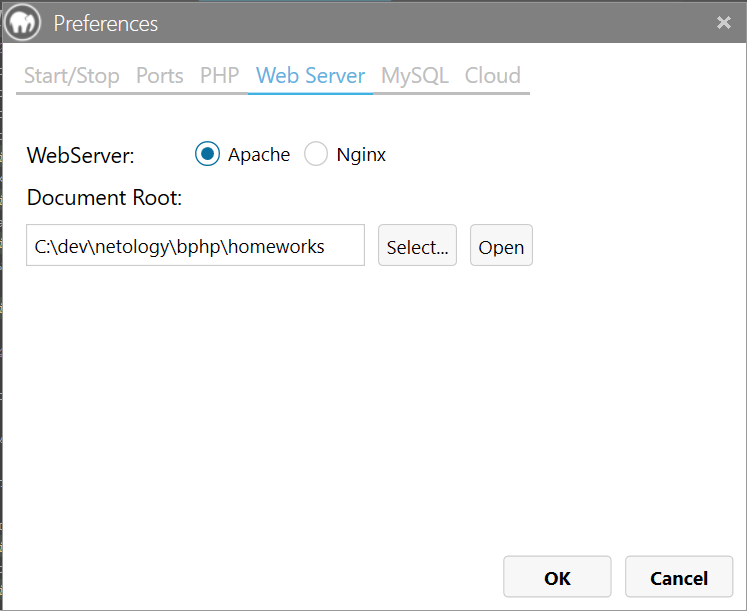 Preferences
Start/Stop Ports PHP Web Server MySQL Cloud
WebServer: Apache Nginx
Document Root:
C:\dev\netology\bphp\homeworks Select... Open
OK Cancel